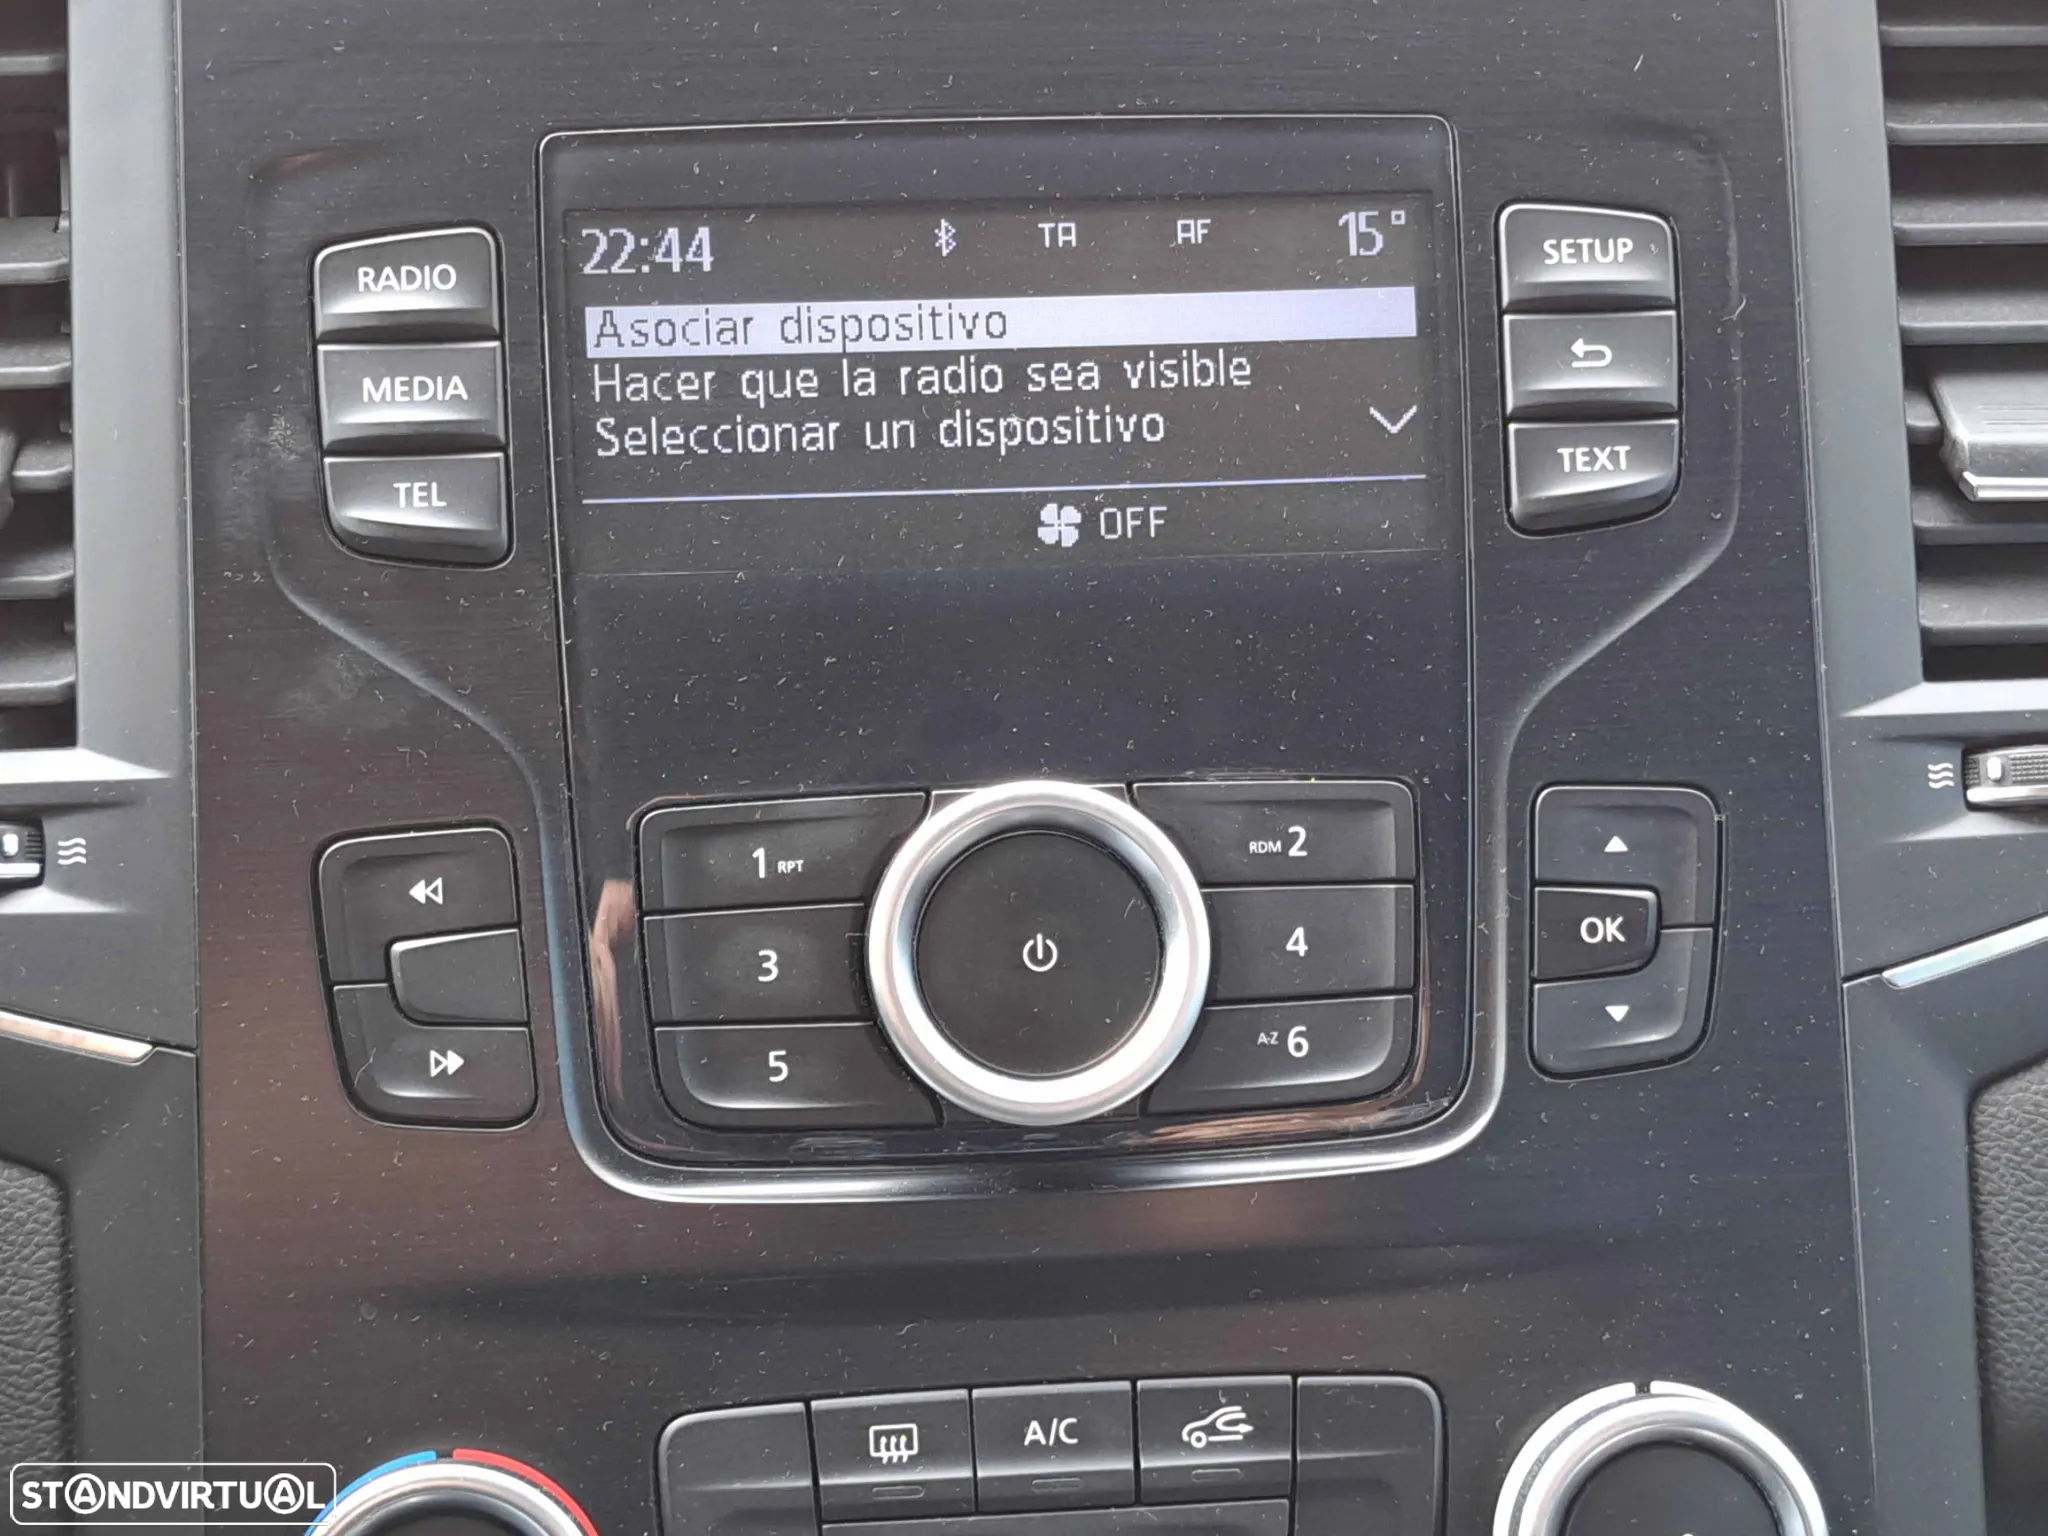 22:44 TA AF 15°
Asociar dispositivo
Hacer que la radio sea visible
Seleccionar un dispositivo
OFF
RADIO
MEDIA
TEL
SETUP
TEXT
1 RPT
RDM 2
3
4
5
A-Z 6
OK
A/C
STANDVIRTUAL